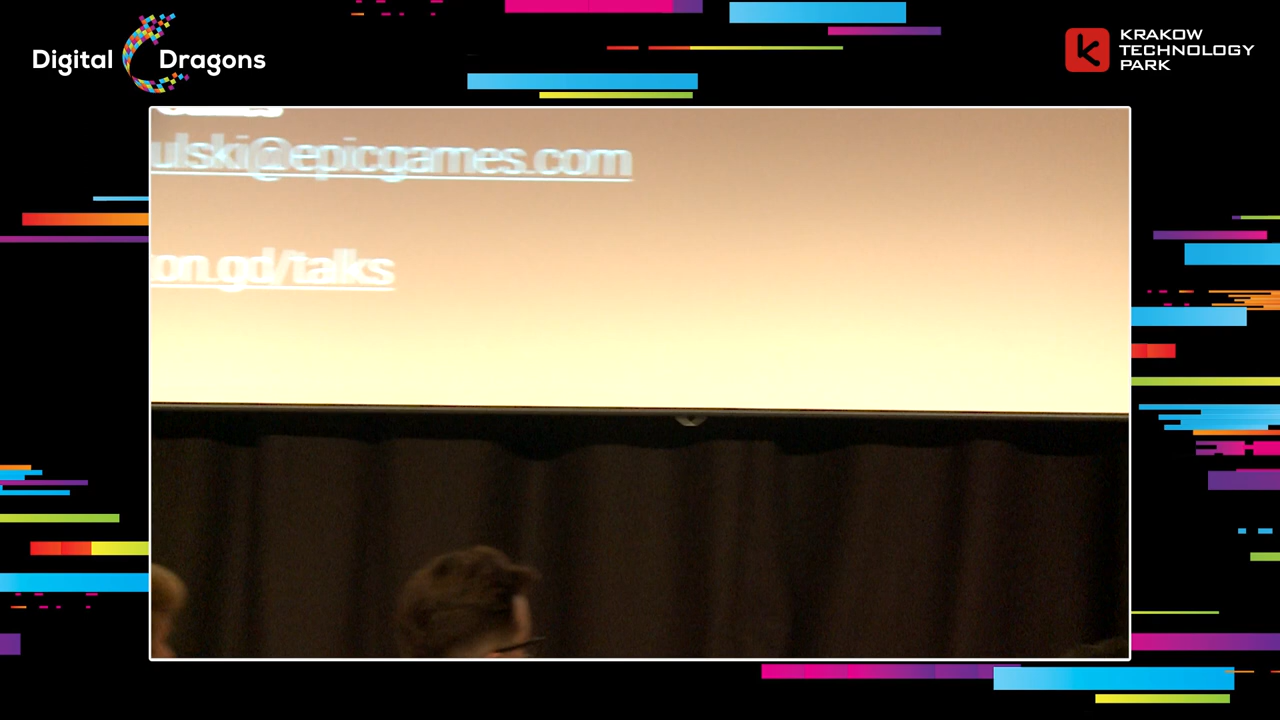 Digital Dragons
KRAKOW
TECHNOLOGY
PARK
ulski@epicgames.com
on.gd/talks